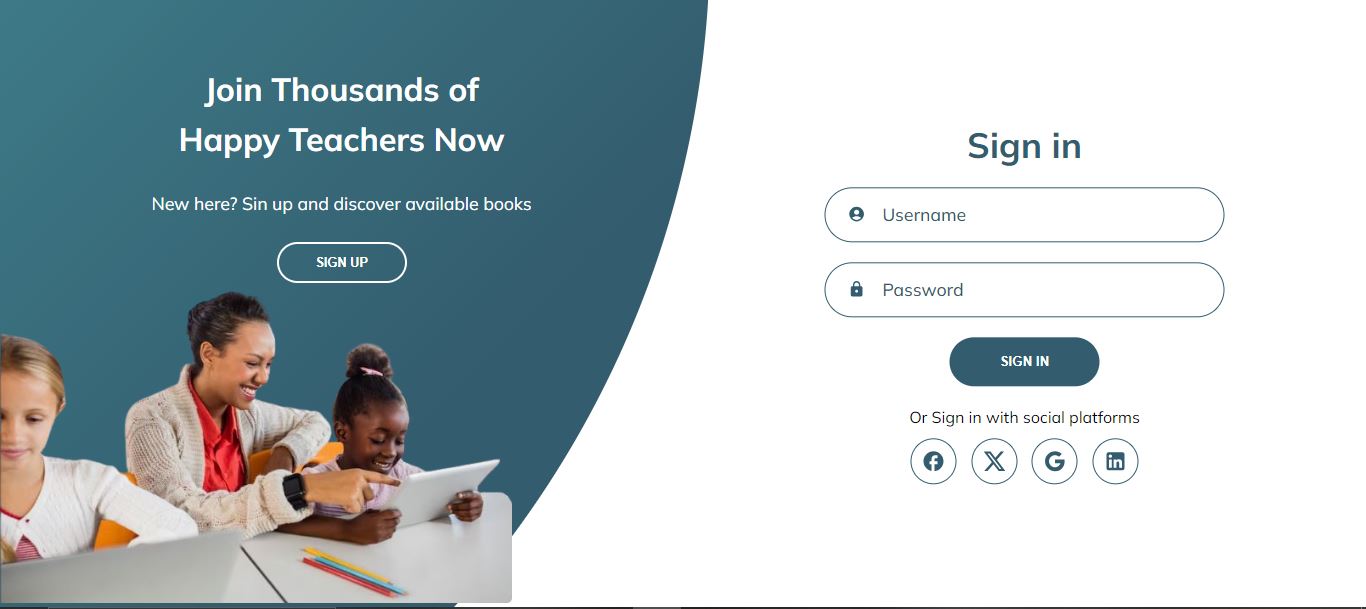 Join Thousands of
Happy Teachers Now
New here? Sin up and discover available books
SIGN UP
Sign in
Username
Password
SIGN IN
Or Sign in with social platforms